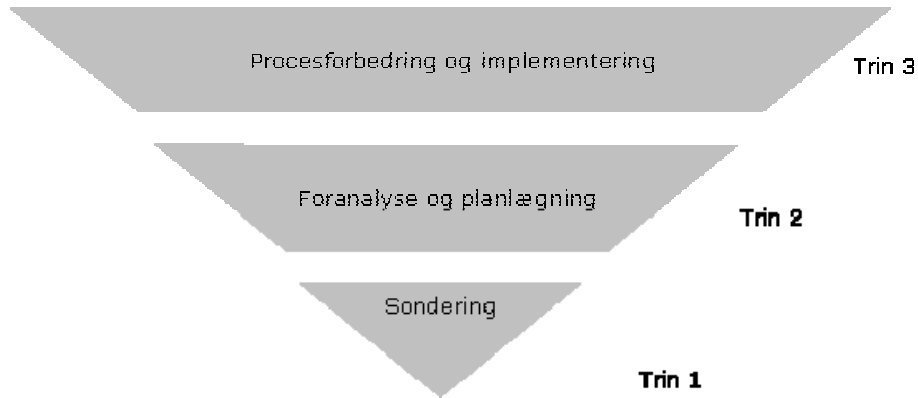 Procesforbedring og implementering
Trin 3
Foranalyse og planlægning
Trin 2
Sondering
Trin 1